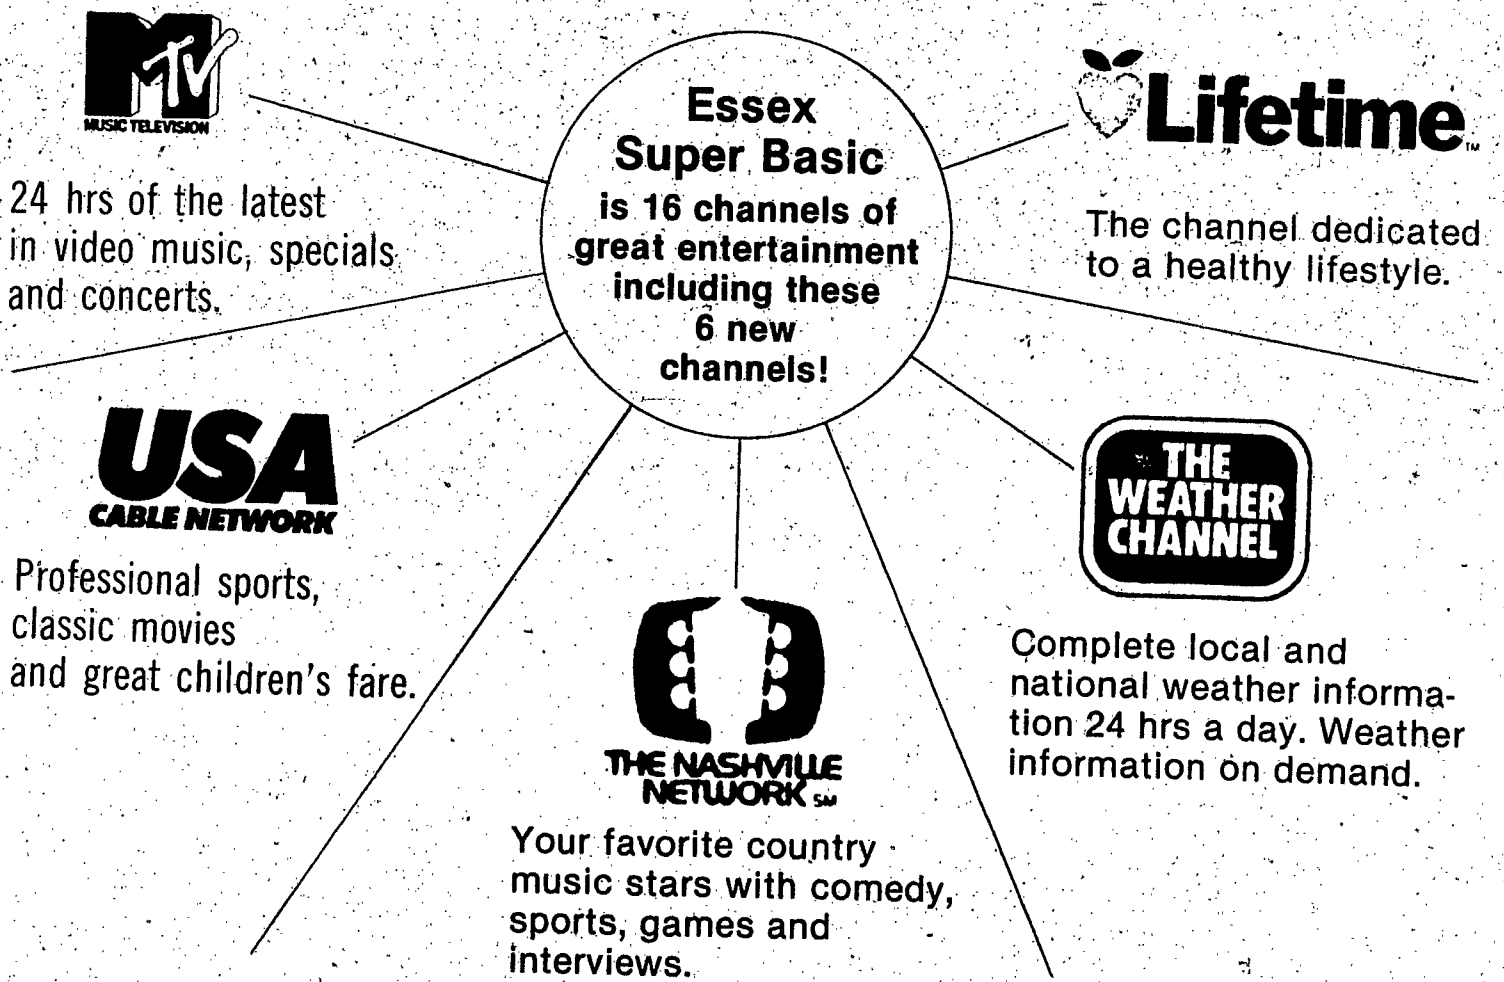 MTV
MUSIC TELEVISION
24 hrs of the latest
in video music, specials
and concerts.
Essex
Super Basic
is 16 channels of
great entertainment
including these
6 new
channels!
Lifetime™
The channel dedicated
to a healthy lifestyle.
USA
CABLE NETWORK
Professional sports,
classic movies
and great children's fare.
THE NASHVILLE
NETWORK SM
Your favorite country
music stars with comedy,
sports, games and
interviews.
THE
WEATHER
CHANNEL
Complete local and
national weather informa-
tion 24 hrs a day. Weather
information on demand.